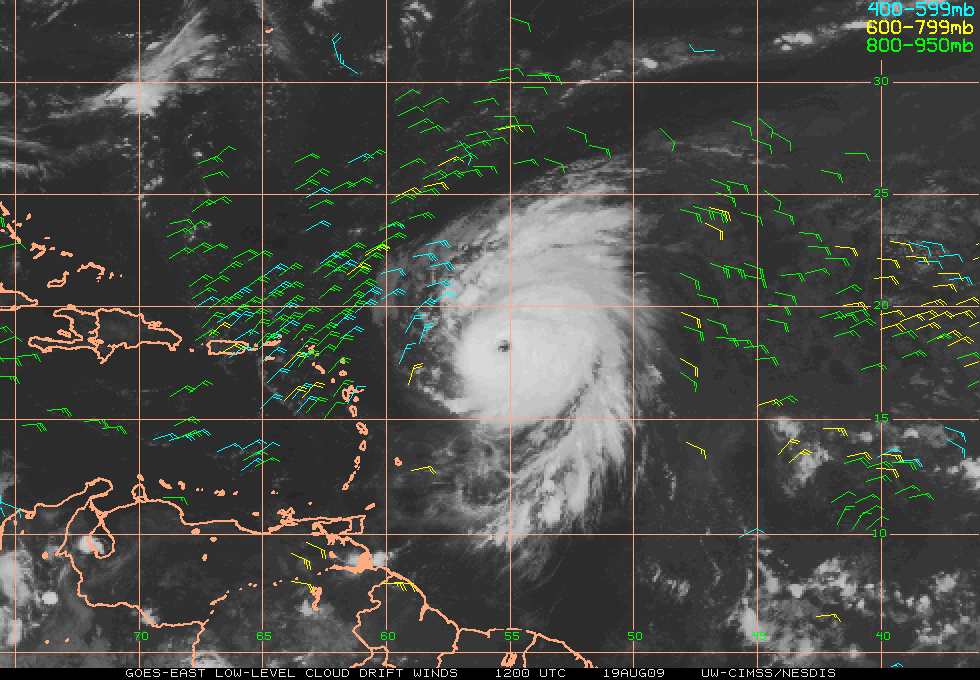 400-599mb
600-799mb
800-950mb
30
25
20
15
10
70 65 60 55 50 45 40
GOES-EAST LOW-LEVEL CLOUD DRIFT WINDS 1200 UTC 19AUG09 UW-CIMSS/NESDIS